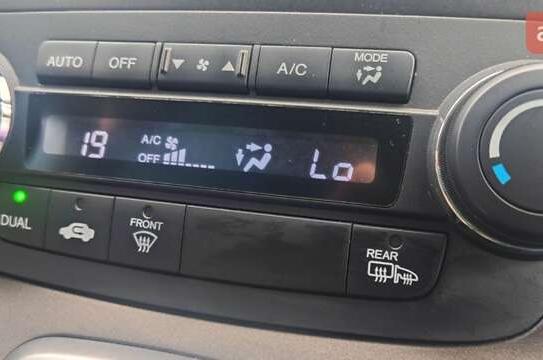 AUTO OFF A/C MODE
19 A/C OFF Lo
DUAL FRONT REAR